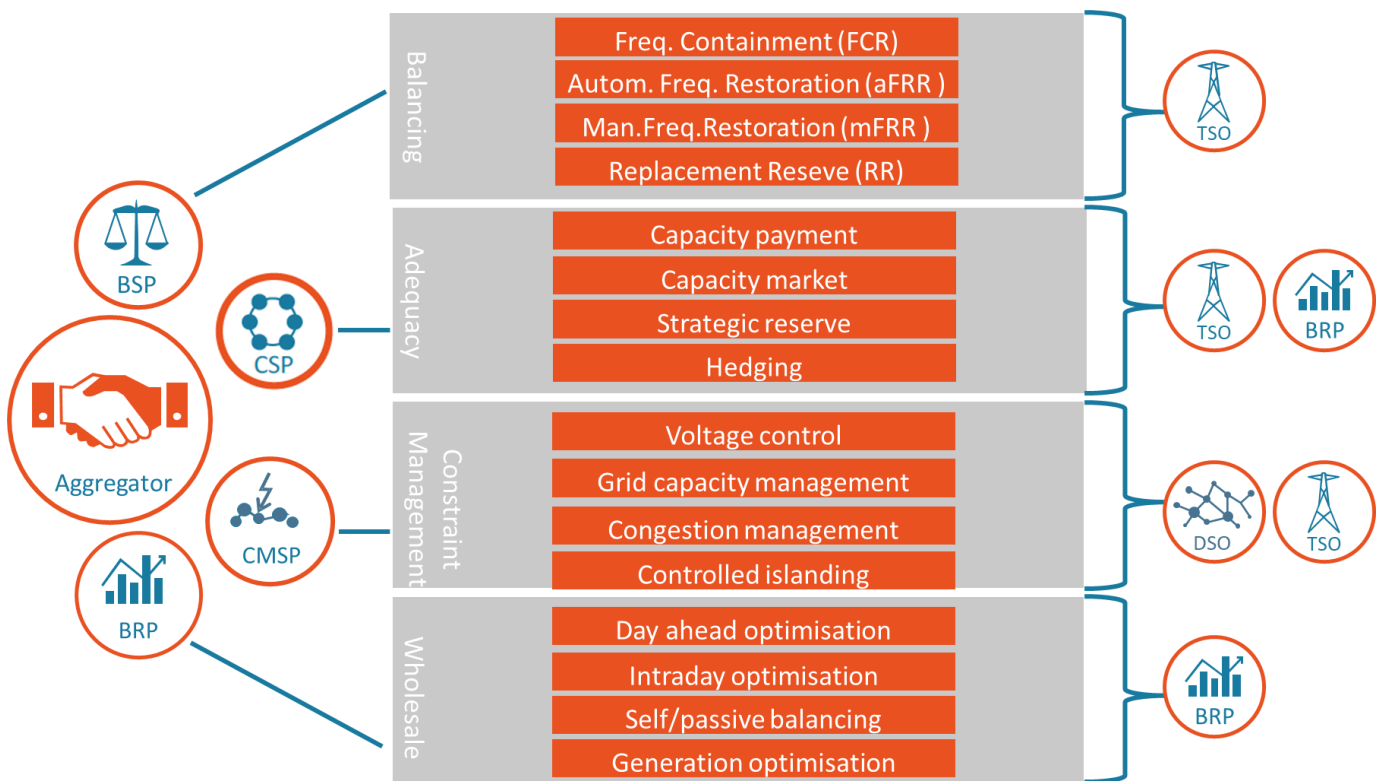 Balancing
Freq. Containment (FCR)
Autom. Freq. Restoration (aFRR )
Man.Freq.Restoration (mFRR )
Replacement Reseve (RR)
TSO
BSP
Adequacy
Capacity payment
Capacity market
Strategic reserve
Hedging
TSO
BRP
CSP
Aggregator
Constraint
Management
Voltage control
Grid capacity management
Congestion management
Controlled islanding
DSO
TSO
CMSP
BRP
Wholesale
Day ahead optimisation
Intraday optimisation
Self/passive balancing
Generation optimisation
BRP